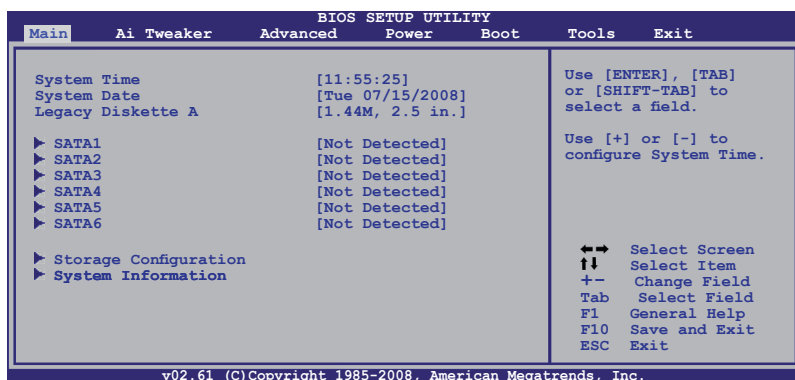 BIOS SETUP UTILITY
Main Ai Tweaker Advanced Power Boot Tools Exit
System Time [11:55:25]
System Date [Tue 07/15/2008]
Legacy Diskette A [1.44M, 2.5 in.]
SATA1 [Not Detected]
SATA2 [Not Detected]
SATA3 [Not Detected]
SATA4 [Not Detected]
SATA5 [Not Detected]
SATA6 [Not Detected]
Storage Configuration
System Information
Use [ENTER], [TAB]
or [SHIFT-TAB] to
select a field.
Use [+] or [-] to
configure System Time.
←→ Select Screen
↑↓ Select Item
+- Change Field
Tab Select Field
F1 General Help
F10 Save and Exit
ESC Exit
v02.61 (C)Copyright 1985-2008, American Megatrends, Inc.